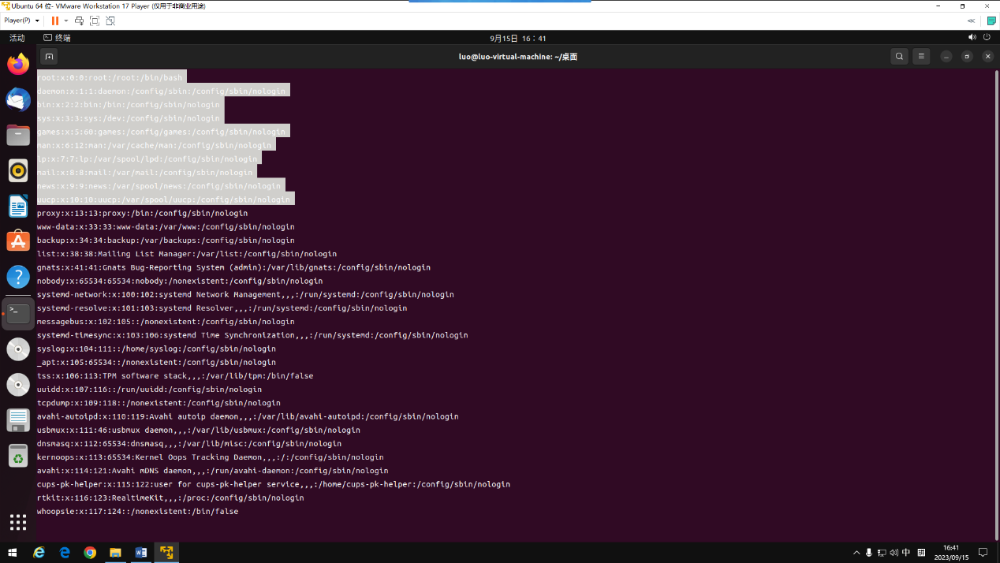 Ubuntu 64 位- VMware Workstation 17 Player (仅用于非商业用途)
Player(P)
活动
终端
9月15日 16：41
luo@luo-virtual-machine: ~/桌面
root:x:0:0:root:/root:/bin/bash
daemon:x:1:1:daemon:/config/sbin:/config/sbin/nologin
bin:x:2:2:bin:/bin:/config/sbin/nologin
sys:x:3:3:sys:/dev:/config/sbin/nologin
games:x:5:60:games:/config/games:/config/sbin/nologin
man:x:6:12:man:/var/cache/man:/config/sbin/nologin
lp:x:7:7:lp:/var/spool/lpd:/config/sbin/nologin
mail:x:8:8:mail:/var/mail:/config/sbin/nologin
news:x:9:9:news:/var/spool/news:/config/sbin/nologin
uucp:x:10:10:uucp:/var/spool/uucp:/config/sbin/nologin
proxy:x:13:13:proxy:/bin:/config/sbin/nologin
www-data:x:33:33:www-data:/var/www:/config/sbin/nologin
backup:x:34:34:backup:/var/backups:/config/sbin/nologin
list:x:38:38:Mailing List Manager:/var/list:/config/sbin/nologin
gnats:x:41:41:Gnats Bug-Reporting System (admin):/var/lib/gnats:/config/sbin/nologin
nobody:x:65534:65534:nobody:/nonexistent:/config/sbin/nologin
systemd-network:x:100:102:systemd Network Management,,,:/run/systemd:/config/sbin/nologin
systemd-resolve:x:101:103:systemd Resolver,,,:/run/systemd:/config/sbin/nologin
messagebus:x:102:105::/nonexistent:/config/sbin/nologin
systemd-timesync:x:103:106:systemd Time Synchronization,,,:/run/systemd:/config/sbin/nologin
syslog:x:104:111::/home/syslog:/config/sbin/nologin
_apt:x:105:65534::/nonexistent:/config/sbin/nologin
tss:x:106:113:TPM software stack,,,:/var/lib/tpm:/bin/false
uuidd:x:107:116::/run/uuidd:/config/sbin/nologin
tcpdump:x:109:118::/nonexistent:/config/sbin/nologin
avahi-autoipd:x:110:119:Avahi autoip daemon,,,:/var/lib/avahi-autoipd:/config/sbin/nologin
usbmux:x:111:46:usbmux daemon,,,:/var/lib/usbmux:/config/sbin/nologin
dnsmasq:x:112:65534:dnsmasq,,,:/var/lib/misc:/config/sbin/nologin
kernoops:x:113:65534:Kernel Oops Tracking Daemon,,,:/:/config/sbin/nologin
avahi:x:114:121:Avahi mDNS daemon,,,:/run/avahi-daemon:/config/sbin/nologin
cups-pk-helper:x:115:122:user for cups-pk-helper service,,,:/home/cups-pk-helper:/config/sbin/nologin
rtkit:x:116:123:RealtimeKit,,,:/proc:/config/sbin/nologin
whoopsie:x:117:124::/nonexistent:/bin/false
中
16:41
2023/09/15